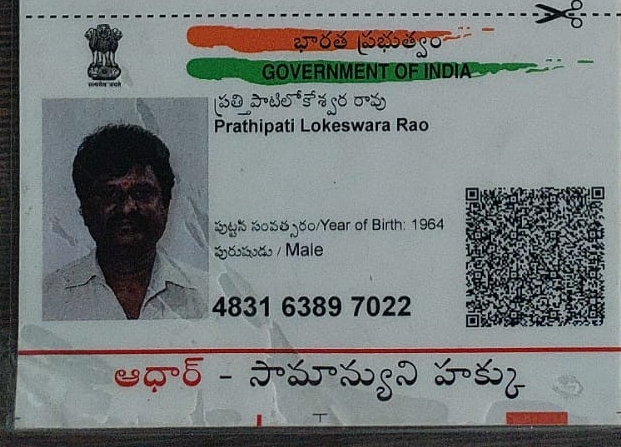 భారత ప్రభుత్వం
GOVERNMENT OF INDIA
ప్రత్తిపాటిలోకేశ్వర రావు
Prathipati Lokeswara Rao
పుట్టిన సంవత్సరం/Year of Birth: 1964
పురుషుడు / Male
4831 6389 7022
ఆధార్ - సామాన్యుని హక్కు